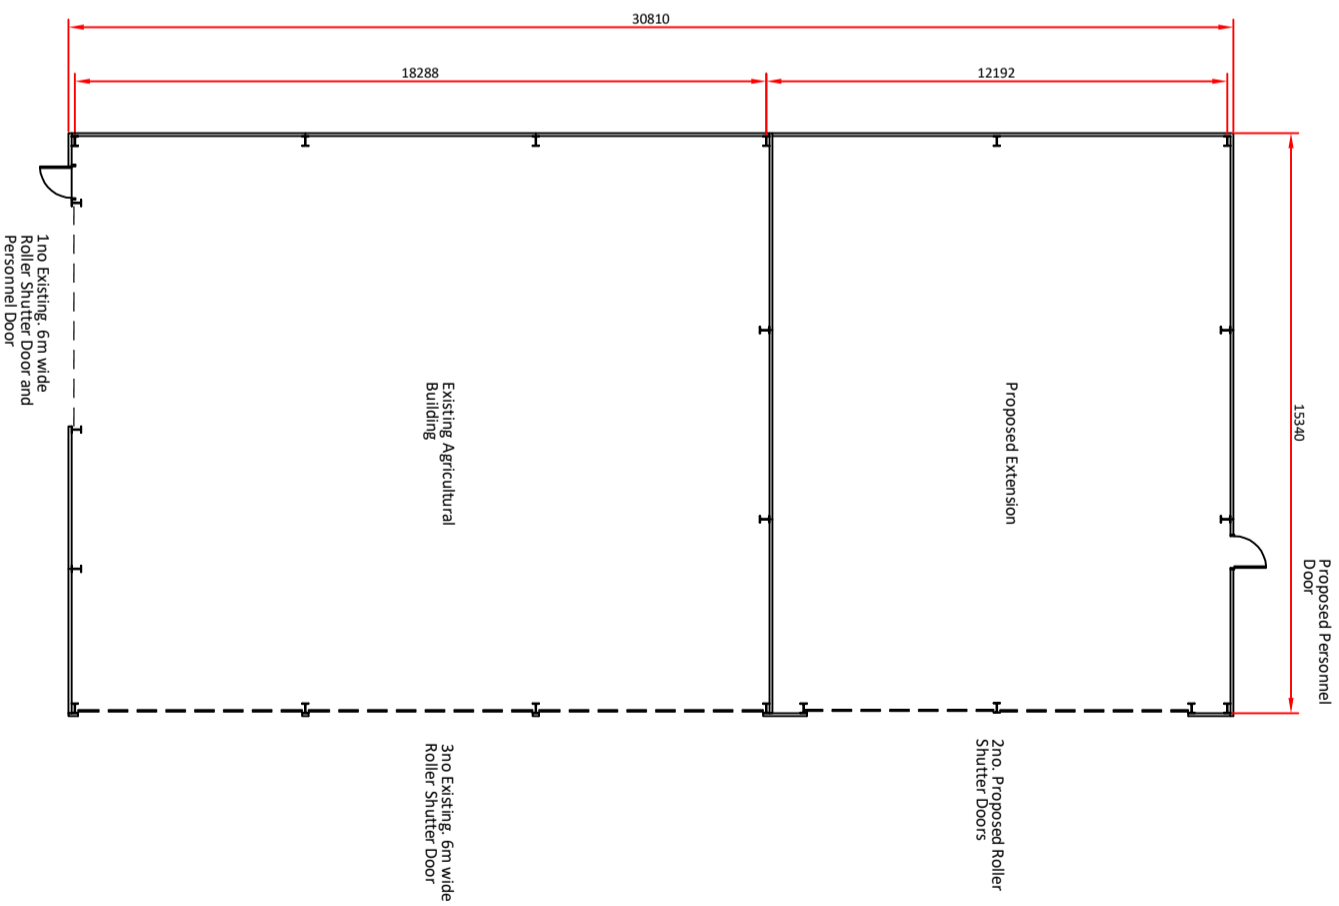 30810
18288
12192
15340
1no Existing. 6m wide
Roller Shutter Door and
Personnel Door
Existing Agricultural
Building
Proposed Extension
Proposed Personnel
Door
3no Existing. 6m wide
Roller Shutter Door
2no. Proposed Roller
Shutter Doors